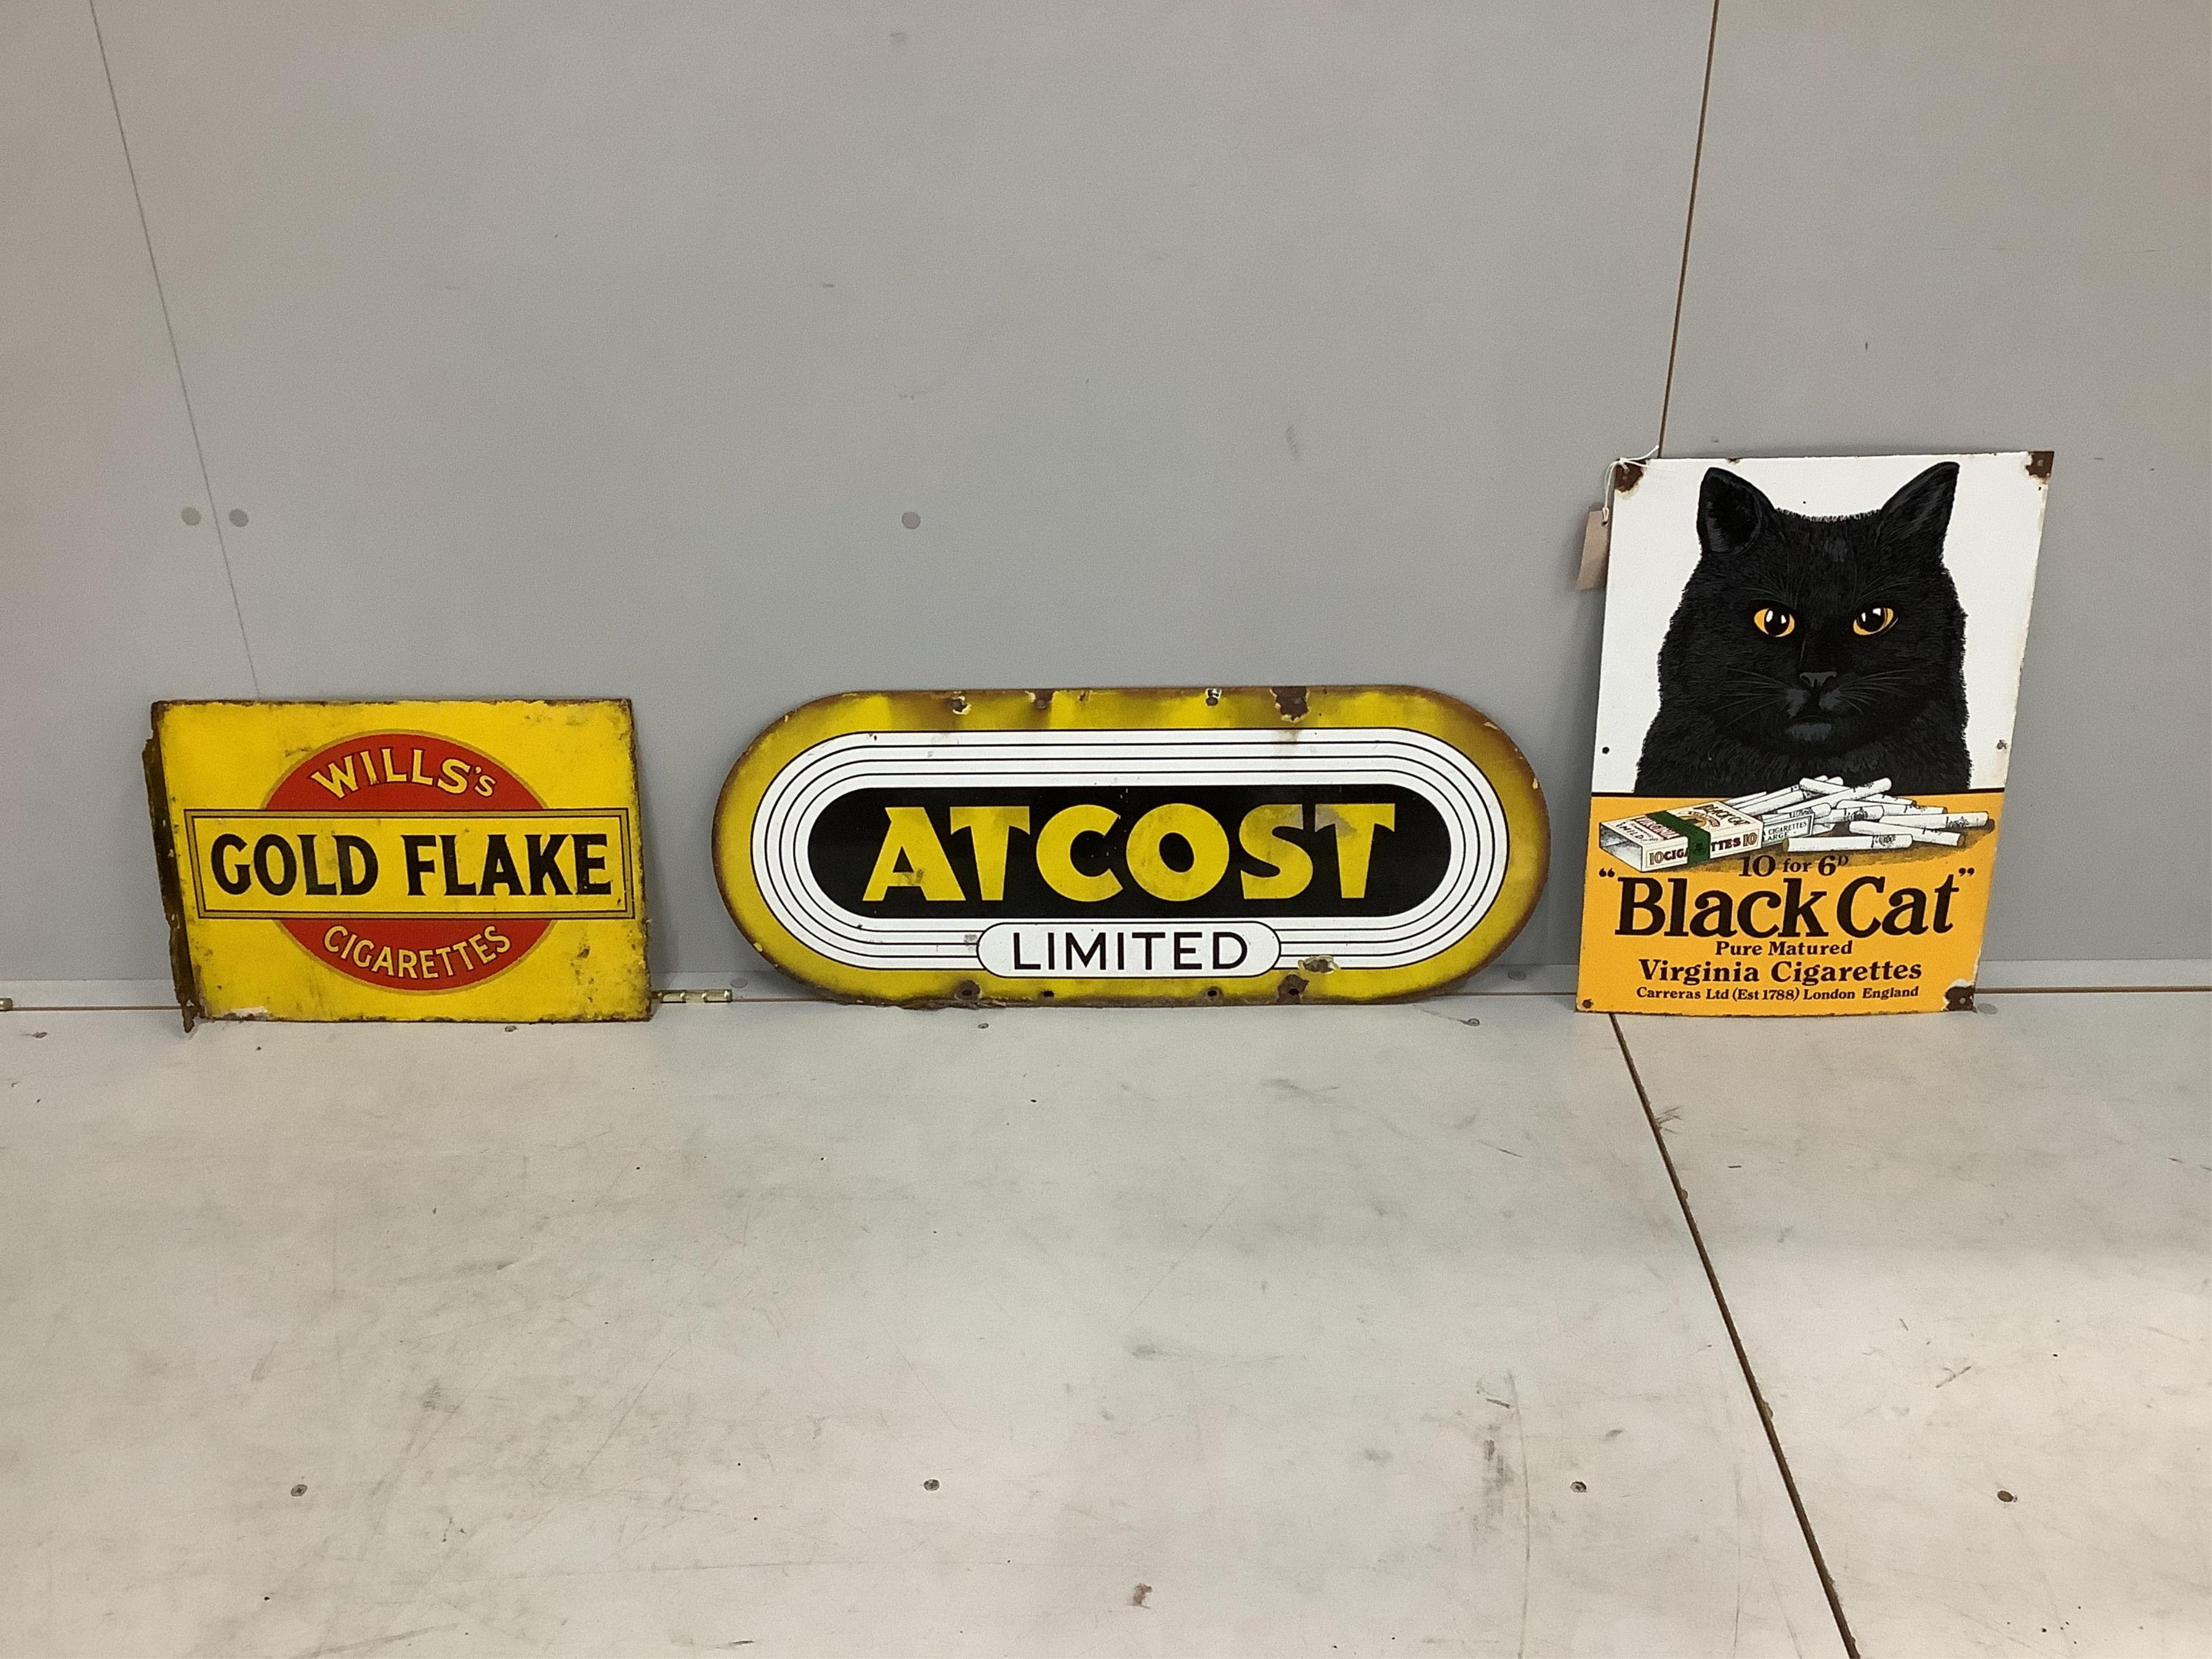 WILLS's
GOLD FLAKE
CIGARETTES
ATCOST
LIMITED
10 for 6D
"Black Cat"
Pure Matured
Virginia Cigarettes
Carreras Ltd (Est 1788) London England